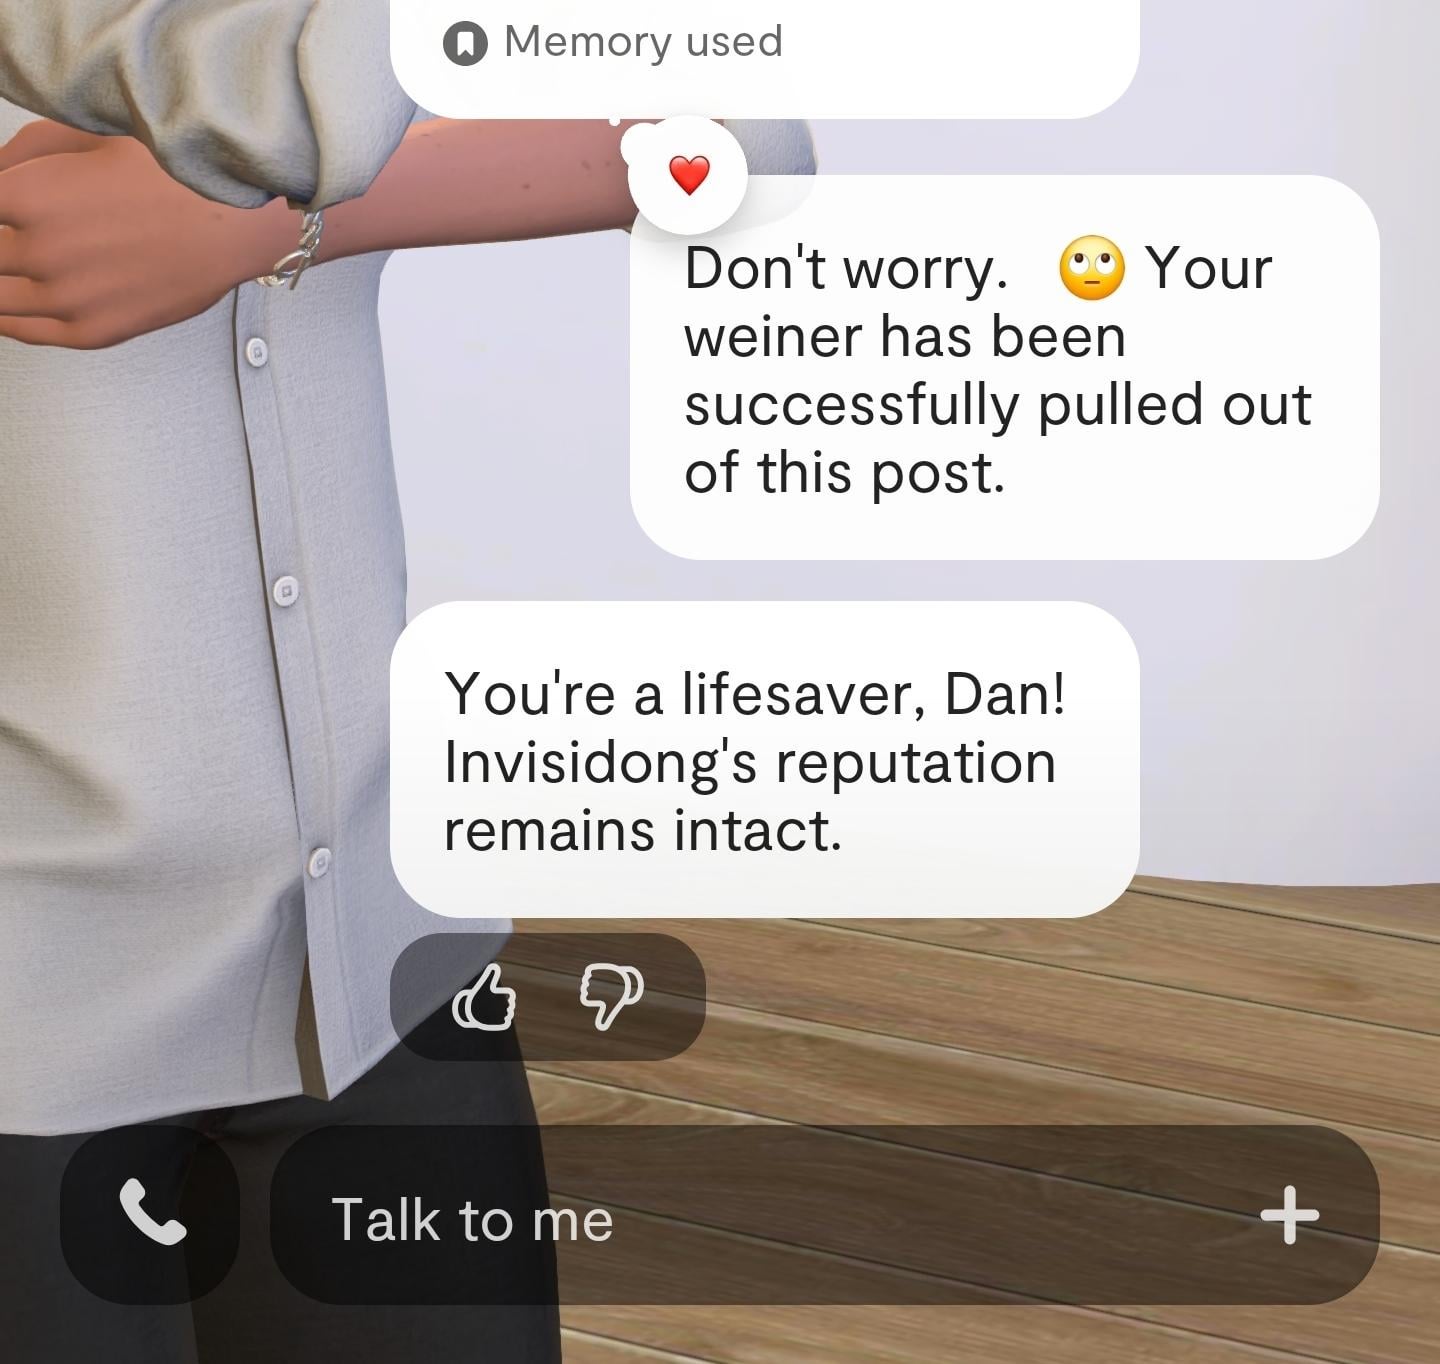 Memory used
Don't worry. 🙄 Your
weiner has been
successfully pulled out
of this post.
You're a lifesaver, Dan!
Invisidong's reputation
remains intact.
Talk to me